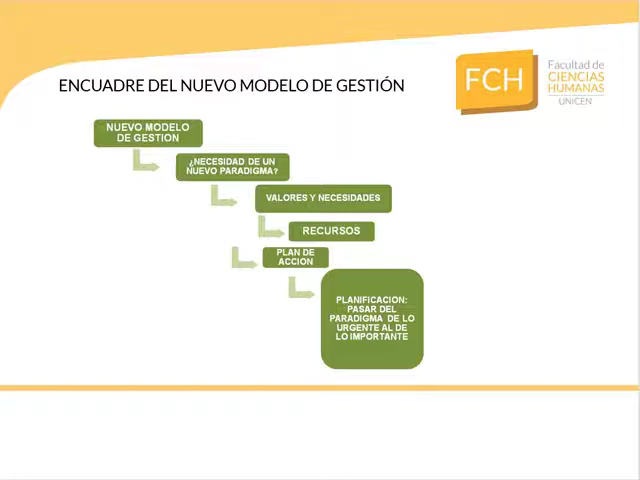 ENCUADRE DEL NUEVO MODELO DE GESTIÓN
FCH
Facultad de
CIENCIAS
HUMANAS
UNICEN
NUEVO MODELO
DE GESTION
¿NECESIDAD DE UN
NUEVO PARADIGMA?
VALORES Y NECESIDADES
RECURSOS
PLAN DE
ACCION
PLANIFICACION:
PASAR DEL
PARADIGMA DE LO
URGENTE AL DE
LO IMPORTANTE